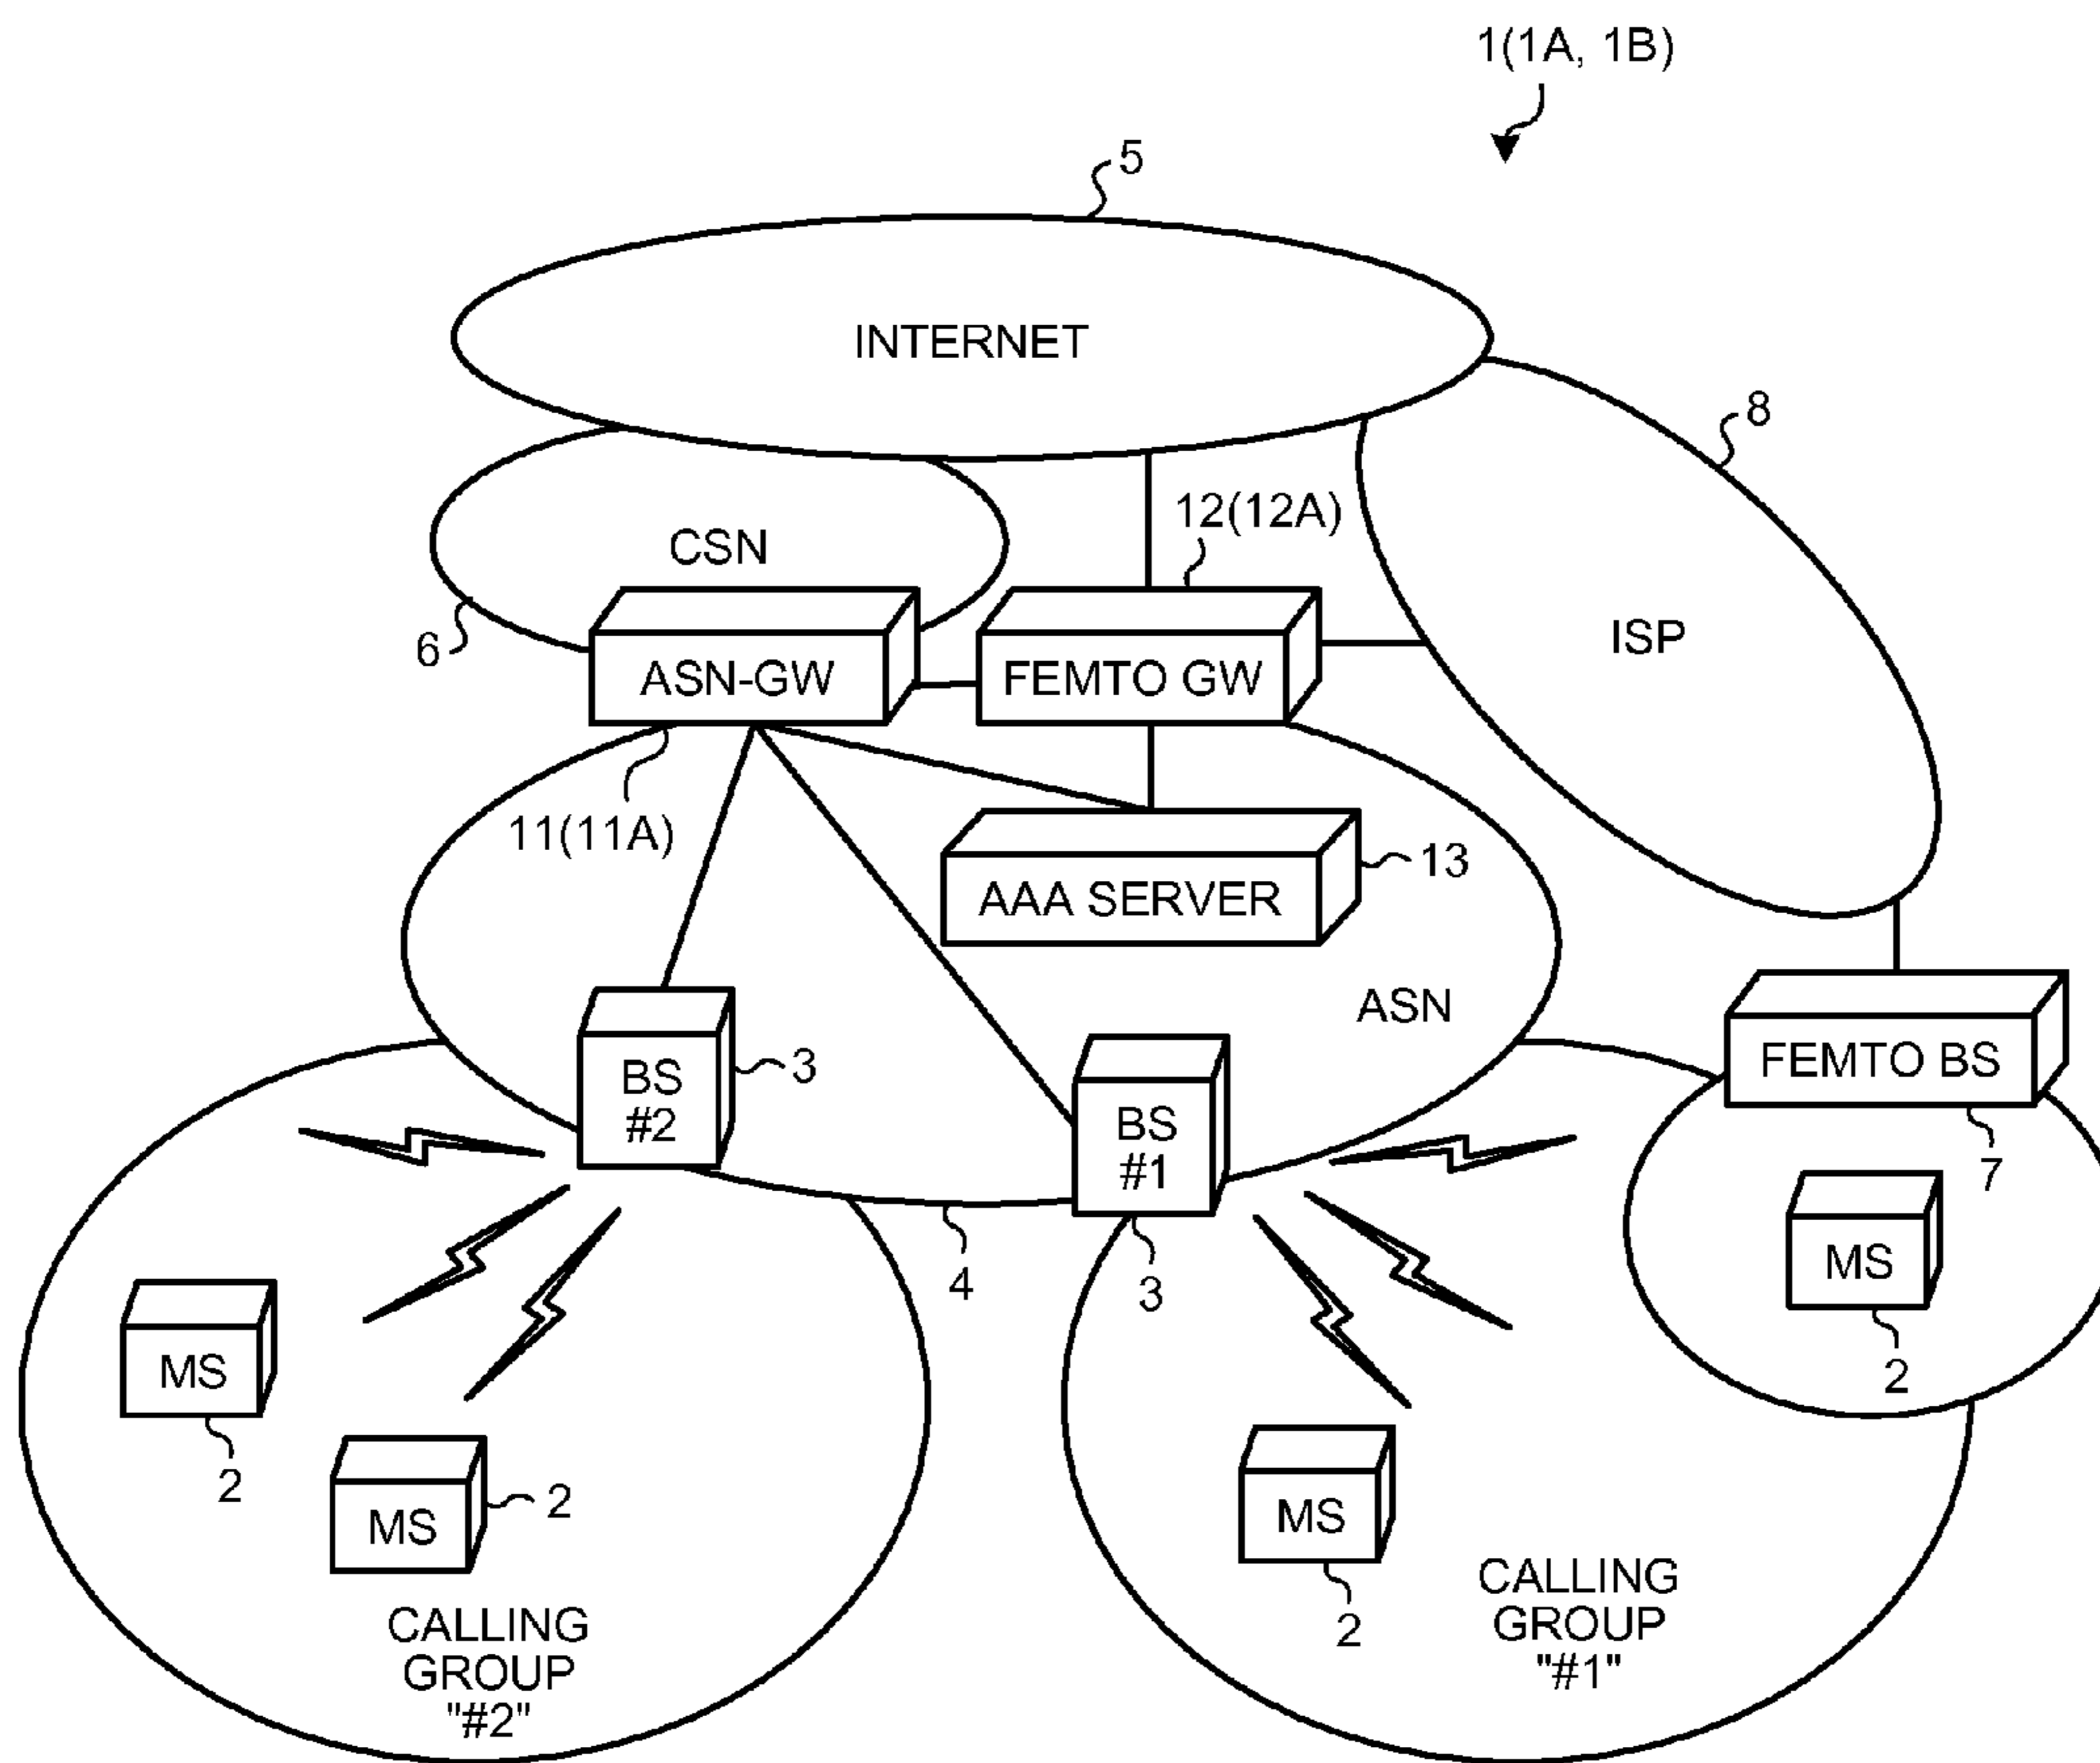 1(1A, 1B)
5
INTERNET
8
12(12A)
CSN
6
ISP
ASN-GW
FEMTO GW
11(11A)
13
AAA SERVER
ASN
BS
#2
3
FEMTO BS
BS
#1
7
4
3
MS
2
MS
2
MS
2
MS
2
CALLING
GROUP
"#2"
CALLING
GROUP
"#1"